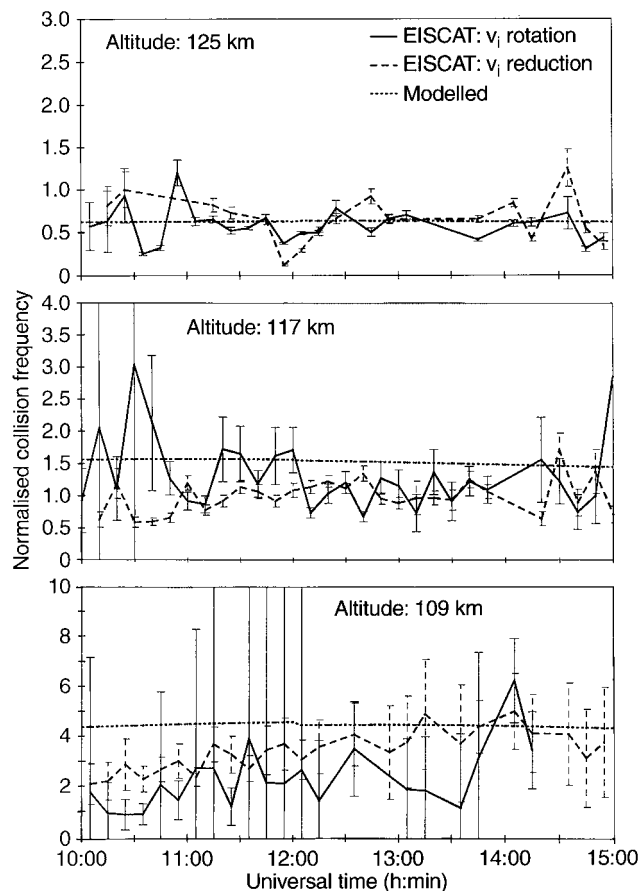 Altitude: 125 km
EISCAT: vᵢ rotation
EISCAT: vᵢ reduction
Modelled
3.0
2.5
2.0
1.5
1.0
0.5
0
Altitude: 117 km
4.0
3.5
3.0
2.5
2.0
1.5
1.0
0.5
0
Normalised collision frequency
Altitude: 109 km
10
8
6
4
2
0
10:00 11:00 12:00 13:00 14:00 15:00
Universal time (h:min)